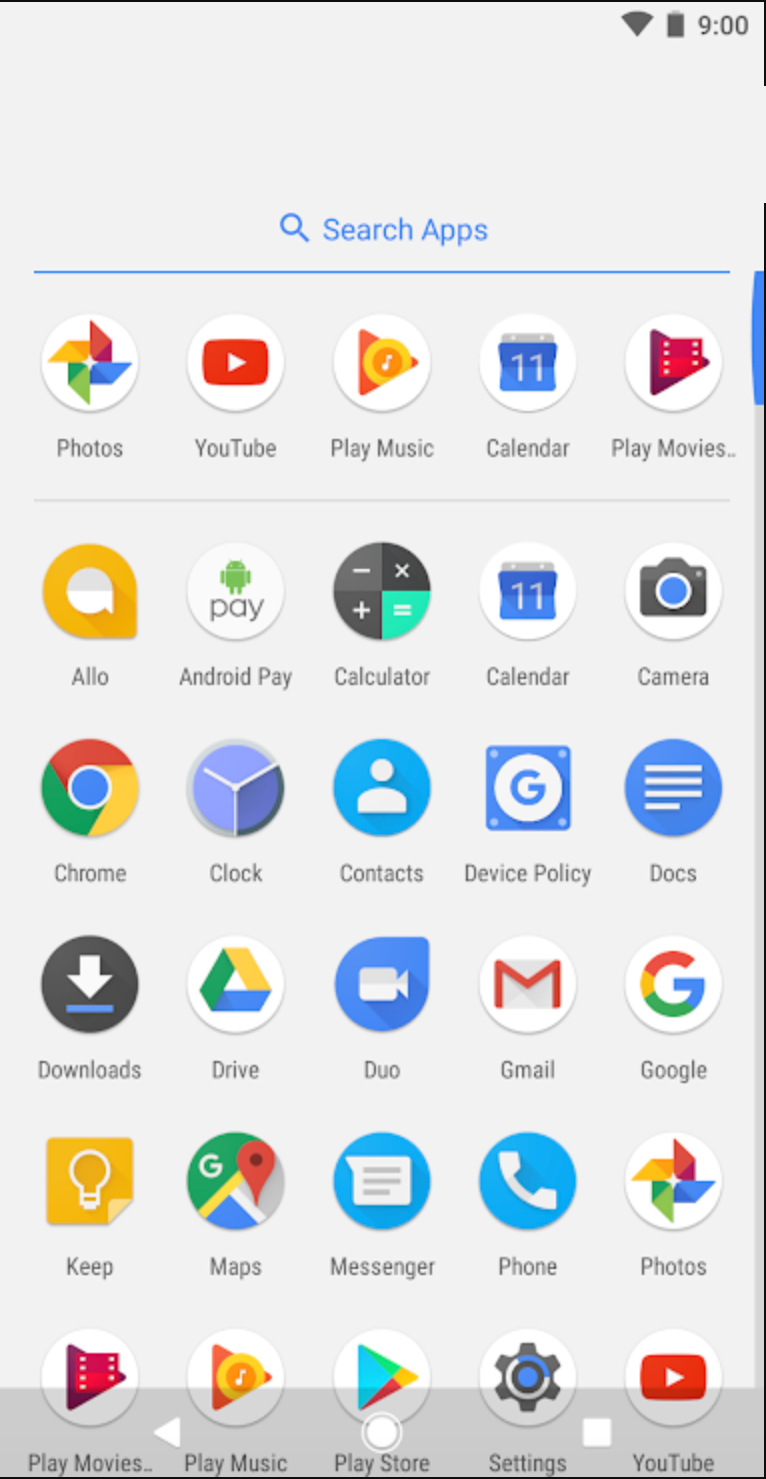 9:00
Search Apps
11
Photos YouTube Play Music Calendar Play Movies..
pay 11
Allo Android Pay Calculator Calendar Camera
G
Chrome Clock Contacts Device Policy Docs
M G
Downloads Drive Duo Gmail Google
G
Keep Maps Messenger Phone Photos
Play Movies.. Play Music Play Store Settings YouTube